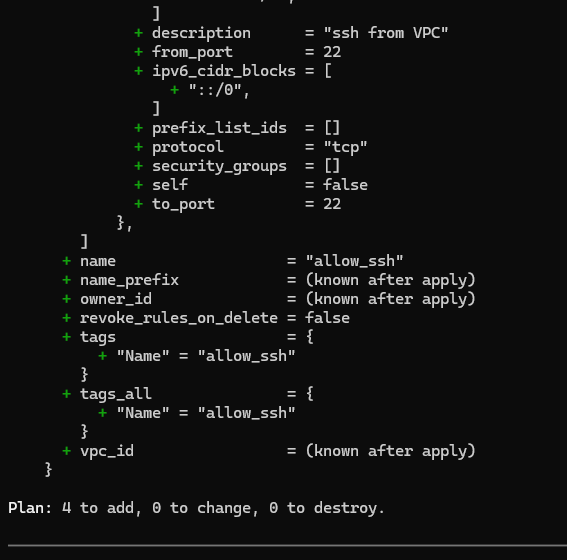 ]
+ description      = "ssh from VPC"
+ from_port        = 22
+ ipv6_cidr_blocks = [
+ "::/0",
]
+ prefix_list_ids  = []
+ protocol         = "tcp"
+ security_groups  = []
+ self             = false
+ to_port          = 22
},
]
+ name                   = "allow_ssh"
+ name_prefix            = (known after apply)
+ owner_id               = (known after apply)
+ revoke_rules_on_delete = false
+ tags                   = {
+ "Name" = "allow_ssh"
}
+ tags_all               = {
+ "Name" = "allow_ssh"
}
+ vpc_id                 = (known after apply)
}
Plan: 4 to add, 0 to change, 0 to destroy.